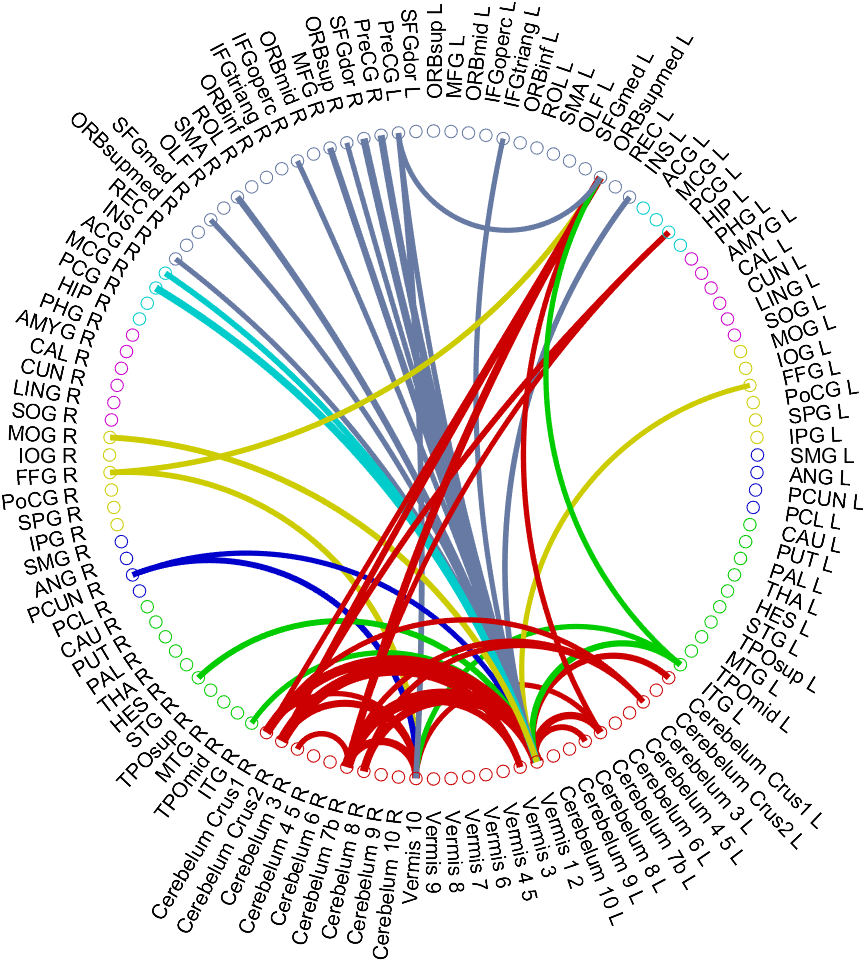 ORBsup L
MFG L
ORBmid L
IFGoperc L
IFGtriang L
ORBinf L
ROL L
SMA L
OLF L
SFGmed L
ORBsupmed L
REC L
INS L
ACG L
MCG L
PCG L
HIP L
PHG L
AMYG L
CAL L
CUN L
LING L
SOG L
MOG L
IOG L
FFG L
PoCG L
SPG L
IPG L
SMG L
ANG L
PCUN L
PCL L
CAU L
PUT L
PAL L
THA L
HES L
STG L
TPOsup L
MTG L
TPOmid L
ITG L
Cerebelum Crus1 L
Cerebelum Crus2 L
Cerebelum 3 L
Cerebelum 4 5 L
Cerebelum 6 L
Cerebelum 7b L
Cerebelum 8 L
Cerebelum 9 L
Cerebelum 10 L
Vermis 1 2
Vermis 3
Vermis 4 5
Vermis 6
Vermis 7
Vermis 8
Vermis 9
Vermis 10
Cerebelum 10 R
Cerebelum 9 R
Cerebelum 8 R
Cerebelum 7b R
Cerebelum 6 R
Cerebelum 4 5 R
Cerebelum 3 R
Cerebelum Crus2 R
Cerebelum Crus1 R
ITG R
TPOmid R
MTG R
TPOsup R
STG R
HES R
THA R
PAL R
PUT R
CAU R
PCL R
PCUN R
ANG R
SMG R
IPG R
SPG R
PoCG R
FFG R
IOG R
MOG R
SOG R
LING R
CUN R
CAL R
AMYG R
PHG R
HIP R
PCG R
MCG R
ACG R
INS R
REC R
ORBsupmed R
SFGmed R
OLF R
SMA R
ROL R
ORBinf R
IFGtriang R
IFGoperc R
ORBmid R
MFG R
ORBsup R
SFGdor R
PreCG R
PreCG L
SFGdor L